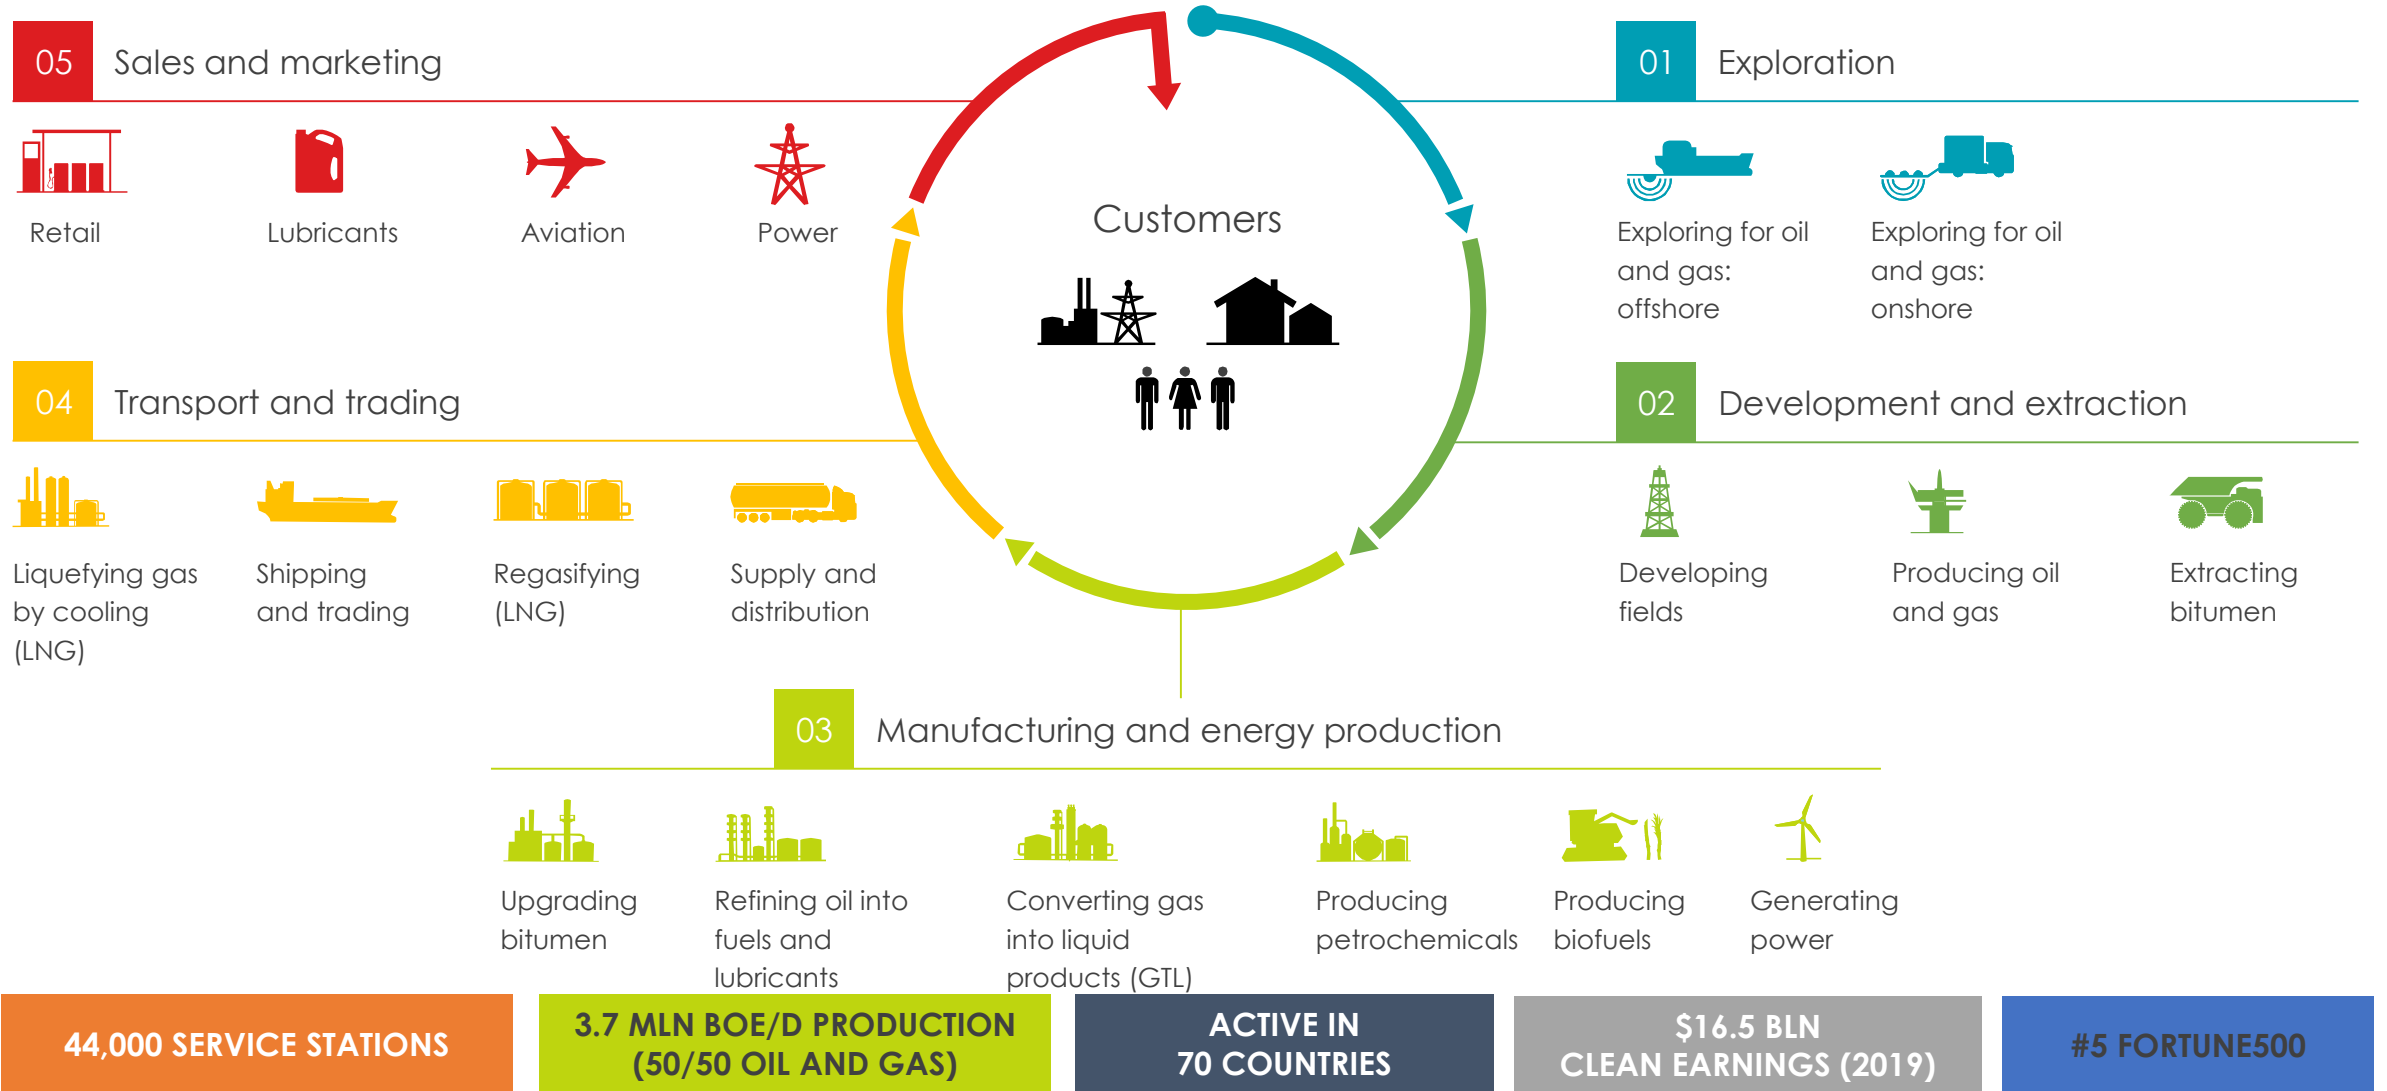 05
Sales and marketing
Retail
Lubricants
Aviation
Power
Customers
01
Exploration
Exploring for oil
and gas:
offshore
Exploring for oil
and gas:
onshore
04
Transport and trading
Liquefying gas
by cooling
(LNG)
Shipping
and trading
Regasifying
(LNG)
Supply and
distribution
02
Development and extraction
Developing
fields
Producing oil
and gas
Extracting
bitumen
03
Manufacturing and energy production
Upgrading
bitumen
Refining oil into
fuels and
lubricants
Converting gas
into liquid
products (GTL)
Producing
petrochemicals
Producing
biofuels
Generating
power
44,000 SERVICE STATIONS
3.7 MLN BOE/D PRODUCTION
(50/50 OIL AND GAS)
ACTIVE IN
70 COUNTRIES
$16.5 BLN
CLEAN EARNINGS (2019)
#5 FORTUNE500